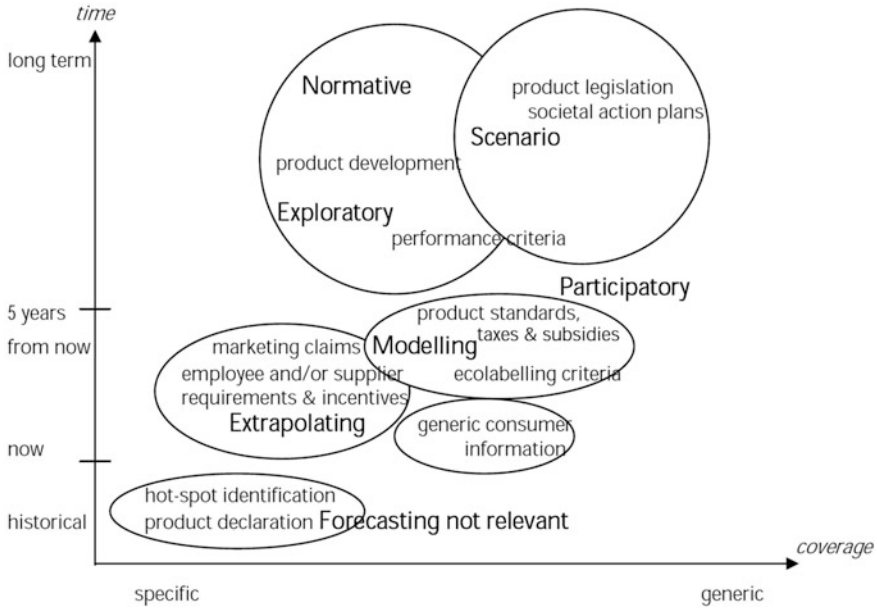 time
long term
Normative
product legislation
societal action plans
Scenario
product development
Exploratory
performance criteria
Participatory
5 years
from now
product standards,
taxes & subsidies
marketing claims
Modelling
employee and/or supplier
ecolabelling criteria
requirements & incentives
Extrapolating
generic consumer
information
now
hot-spot identification
historical
product declaration
Forecasting not relevant
coverage
specific
generic